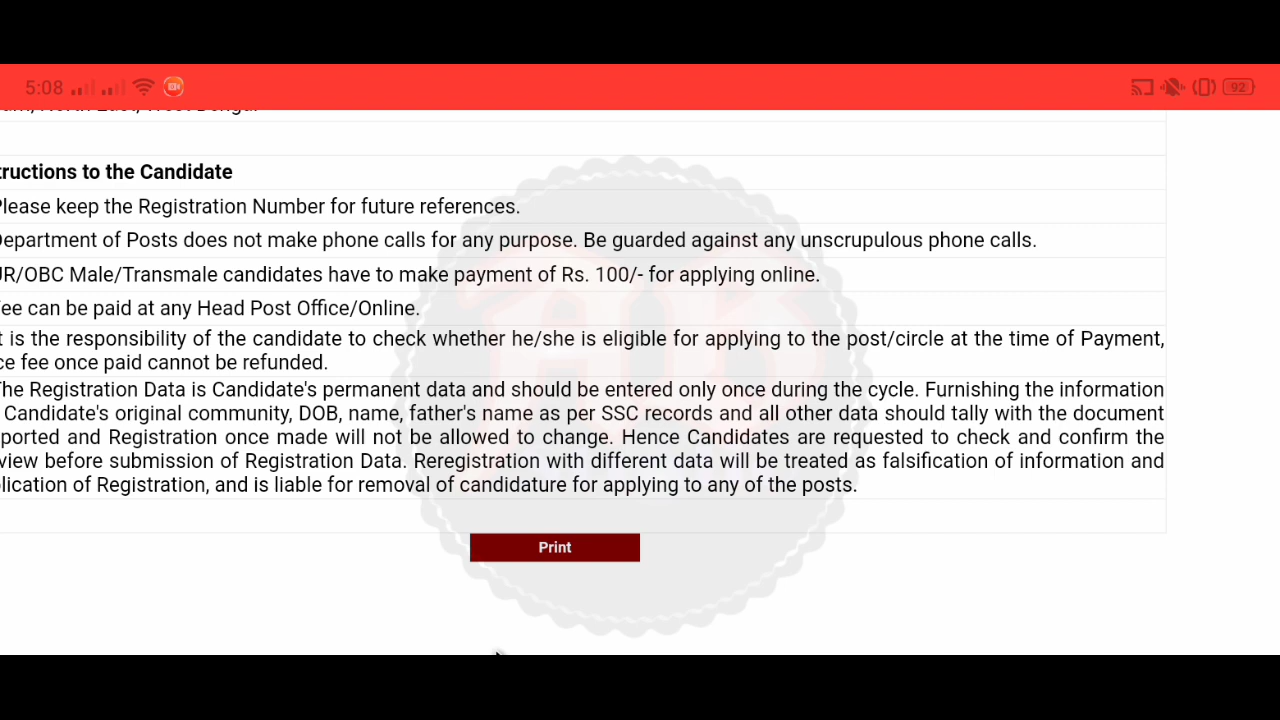 5:08
92
tructions to the Candidate
Please keep the Registration Number for future references.
Department of Posts does not make phone calls for any purpose. Be guarded against any unscrupulous phone calls.
UR/OBC Male/Transmale candidates have to make payment of Rs. 100/- for applying online.
ee can be paid at any Head Post Office/Online.
t is the responsibility of the candidate to check whether he/she is eligible for applying to the post/circle at the time of Payment,
ce fee once paid cannot be refunded.
The Registration Data is Candidate's permanent data and should be entered only once during the cycle. Furnishing the information
Candidate's original community, DOB, name, father's name as per SSC records and all other data should tally with the document
ported and Registration once made will not be allowed to change. Hence Candidates are requested to check and confirm the
view before submission of Registration Data. Reregistration with different data will be treated as falsification of information and
lication of Registration, and is liable for removal of candidature for applying to any of the posts.
Print